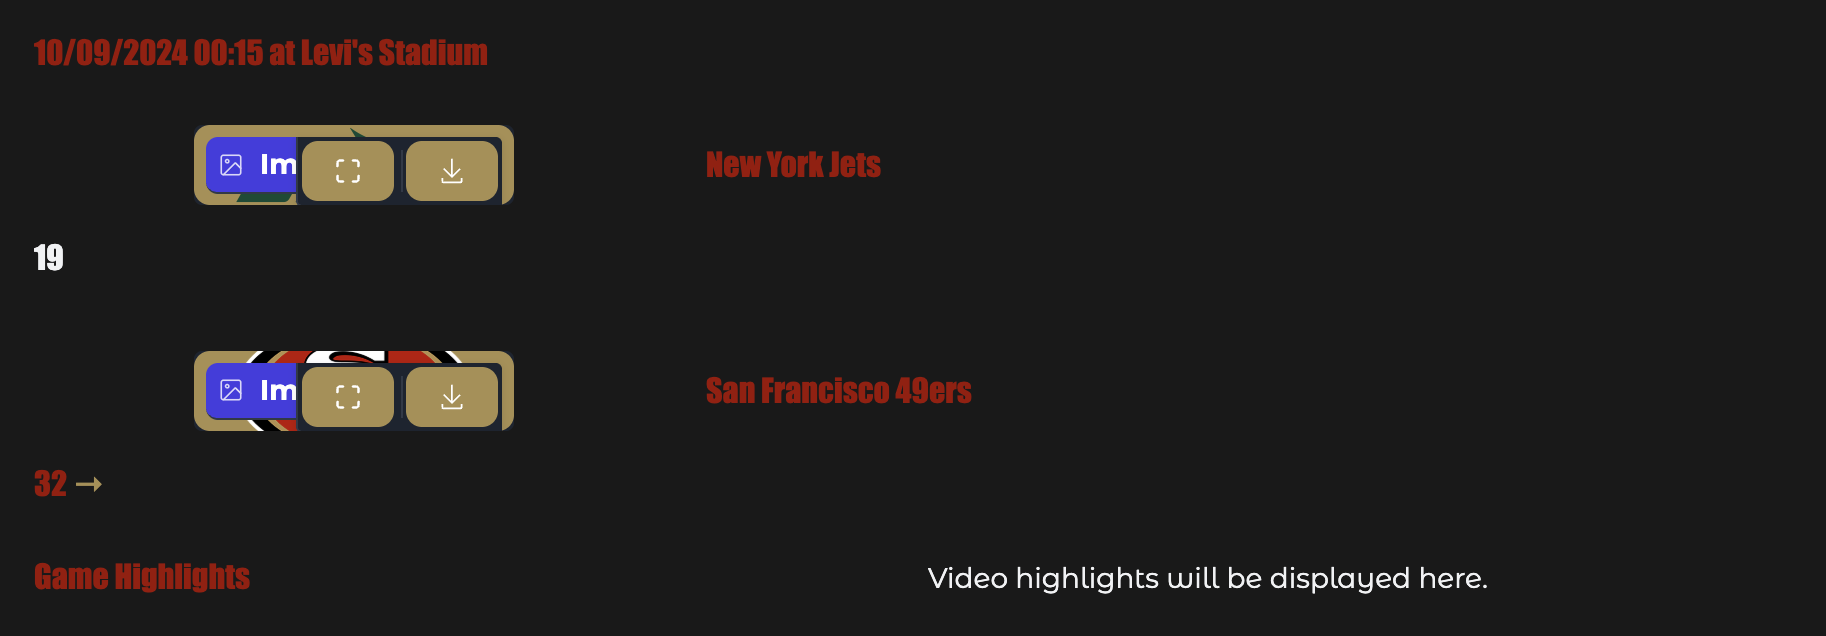 10/09/2024 00:15 at Levi's Stadium
Im
New York Jets
19
Im
San Francisco 49ers
32 →
Game Highlights
Video highlights will be displayed here.